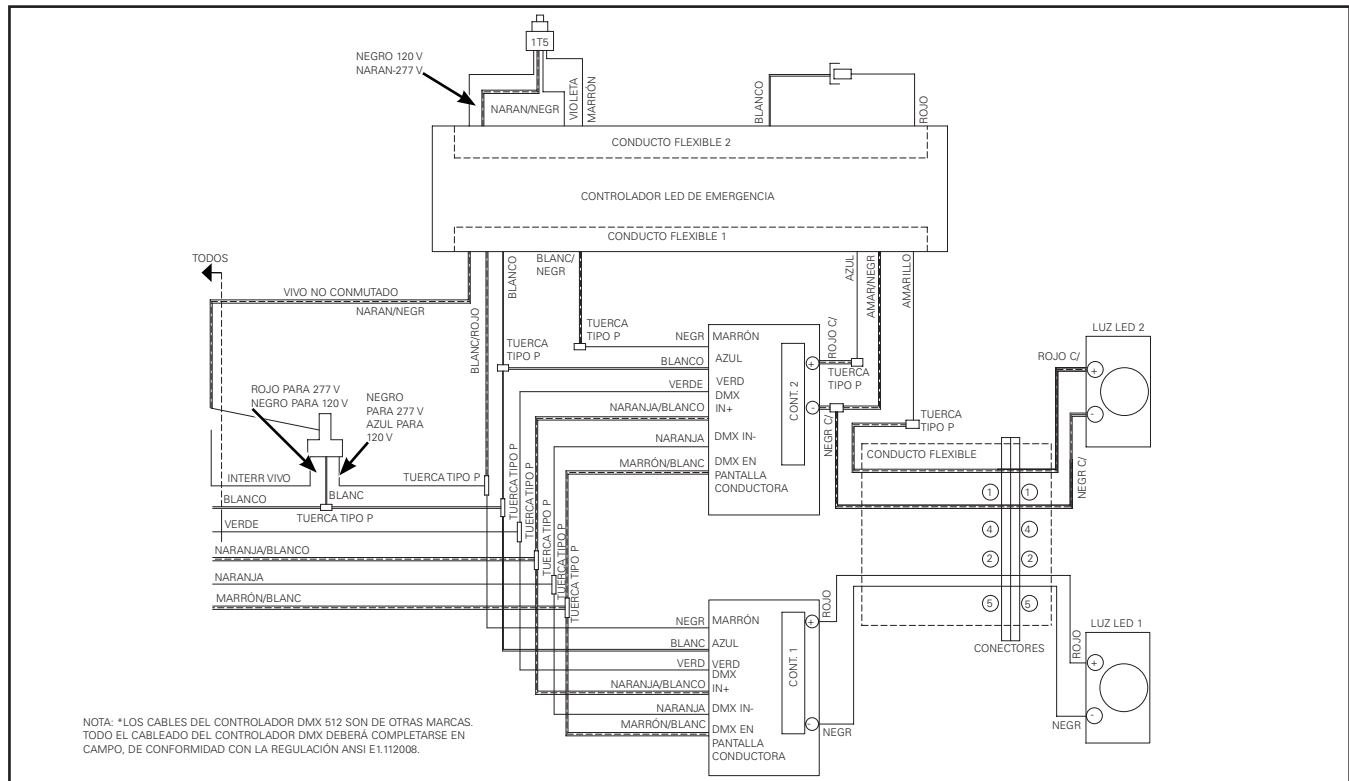 1T5
NEGRO 120 V
NARAN-277 V
NARAN/NEGR
VIOLETA
MARRÓN
BLANCO
ROJO
CONDUCTO FLEXIBLE 2
CONTROLADOR LED DE EMERGENCIA
CONDUCTO FLEXIBLE 1
TODOS
VIVO NO CONMUTADO
NARAN/NEGR
BLANC/ROJO
BLANCO
BLANC/
NEGR
AZUL
AMAR/NEGR
AMARILLO
TUERCA
TIPO P
TUERCA
TIPO P
NEGR
BLANCO
VERDE
NARANJA/BLANCO
NARANJA
MARRÓN/BLANC
MARRÓN
AZUL
VERD
DMX
IN+
DMX IN-
DMX EN
PANTALLA
CONDUCTORA
CONT. 2
+
-
ROJO C/
TUERCA
TIPO P
NEGR C/
TUERCA
TIPO P
LUZ LED 2
ROJO C/
+
-
NEGR C/
ROJO PARA 277 V
NEGRO PARA 120 V
NEGRO
PARA 277 V
AZUL PARA
120 V
INTERR VIVO
BLANC
TUERCA TIPO P
BLANCO
TUERCA TIPO P
VERDE
NARANJA/BLANCO
NARANJA
MARRÓN/BLANC
TUERCA TIPO P
TUERCA TIPO P
TUERCA TIPO P
TUERCA TIPO P
TUERCA TIPO P
CONDUCTO FLEXIBLE
1 1
4 4
2 2
5 5
CONECTORES
NEGR
BLANC
VERD
NARANJA/BLANCO
NARANJA
MARRÓN/BLANC
MARRÓN
AZUL
VERD
DMX
IN+
DMX IN-
DMX EN
PANTALLA
CONDUCTORA
CONT. 1
+
-
ROJO
NEGR
LUZ LED 1
ROJO
+
-
NEGR
NOTA: *LOS CABLES DEL CONTROLADOR DMX 512 SON DE OTRAS MARCAS.
TODO EL CABLEADO DEL CONTROLADOR DMX DEBERÁ COMPLETARSE EN
CAMPO, DE CONFORMIDAD CON LA REGULACIÓN ANSI E1.112008.